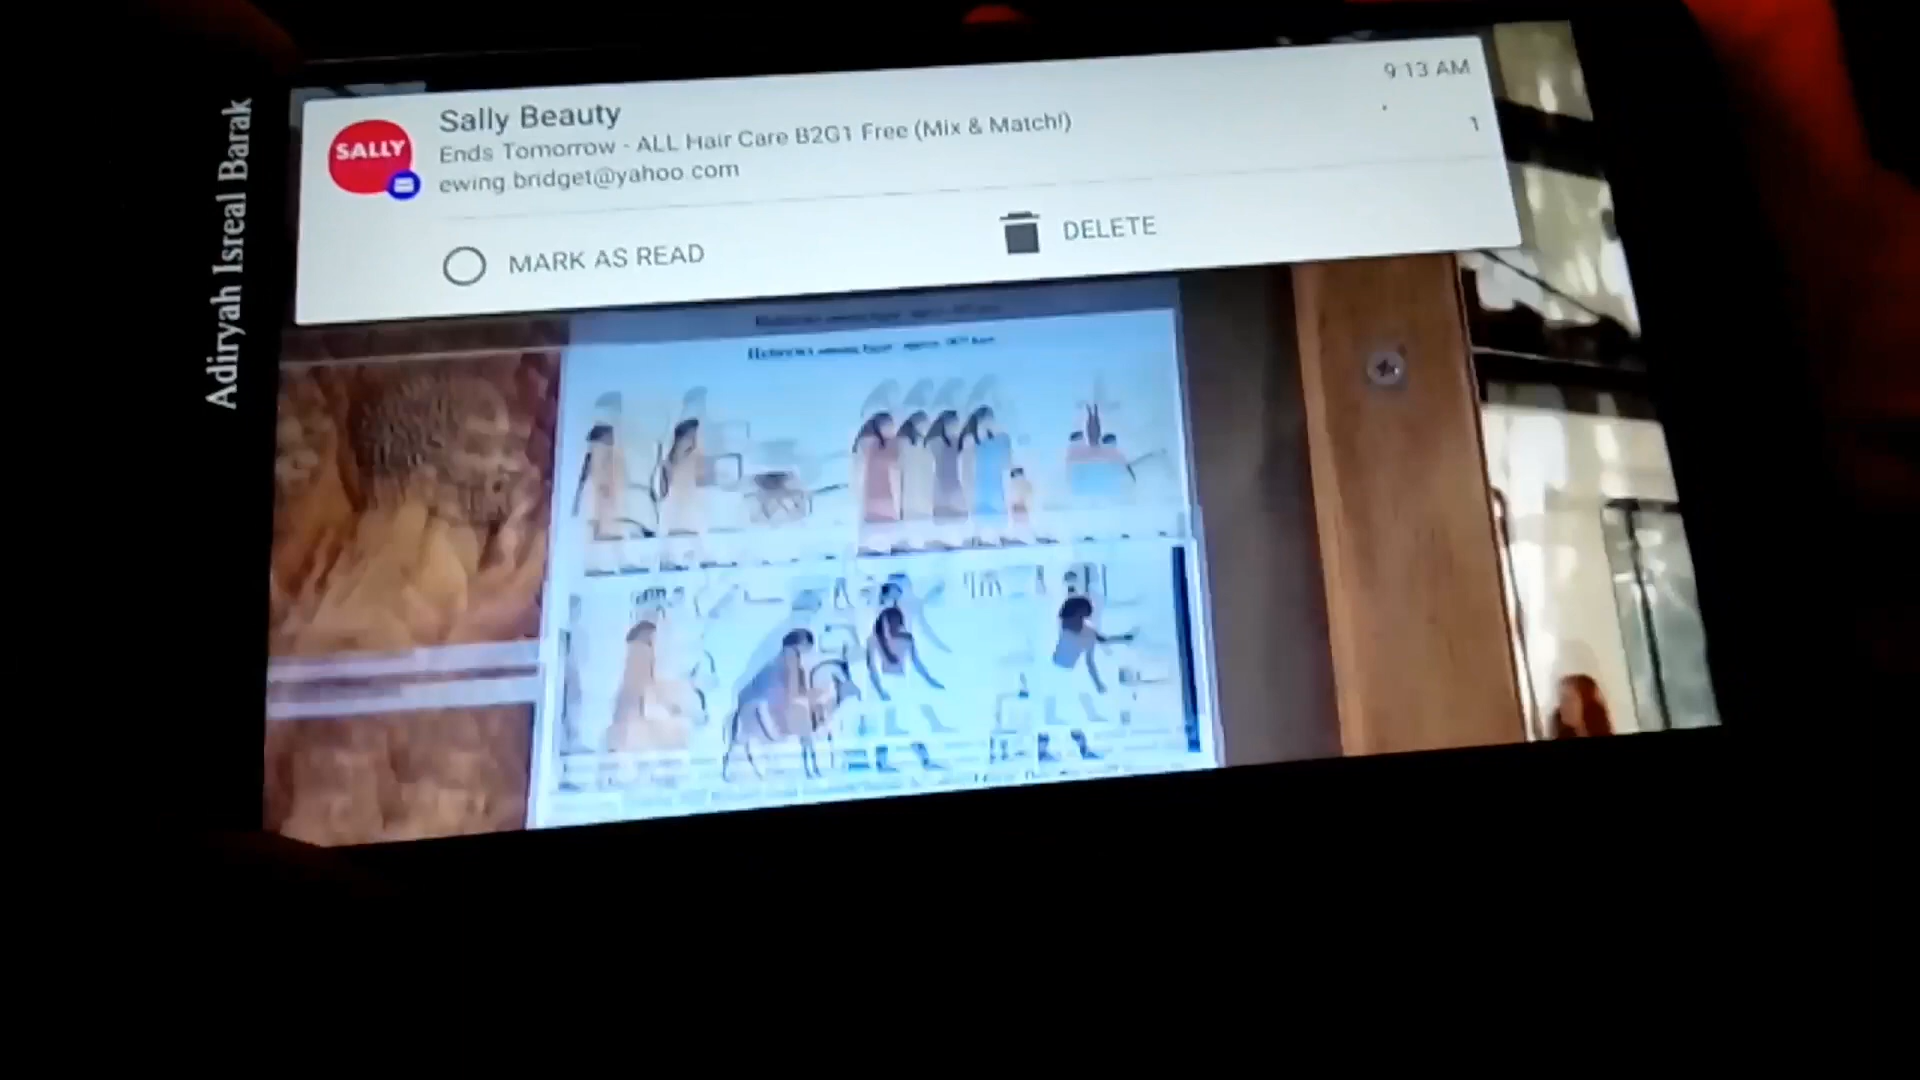 Adiryah Isreal Barak
9:13 AM
Sally Beauty
SALLY
Ends Tomorrow - ALL Hair Care B2G1 Free (Mix & Match!)
1
ewing.bridget@yahoo.com
MARK AS READ
DELETE
Hebrews